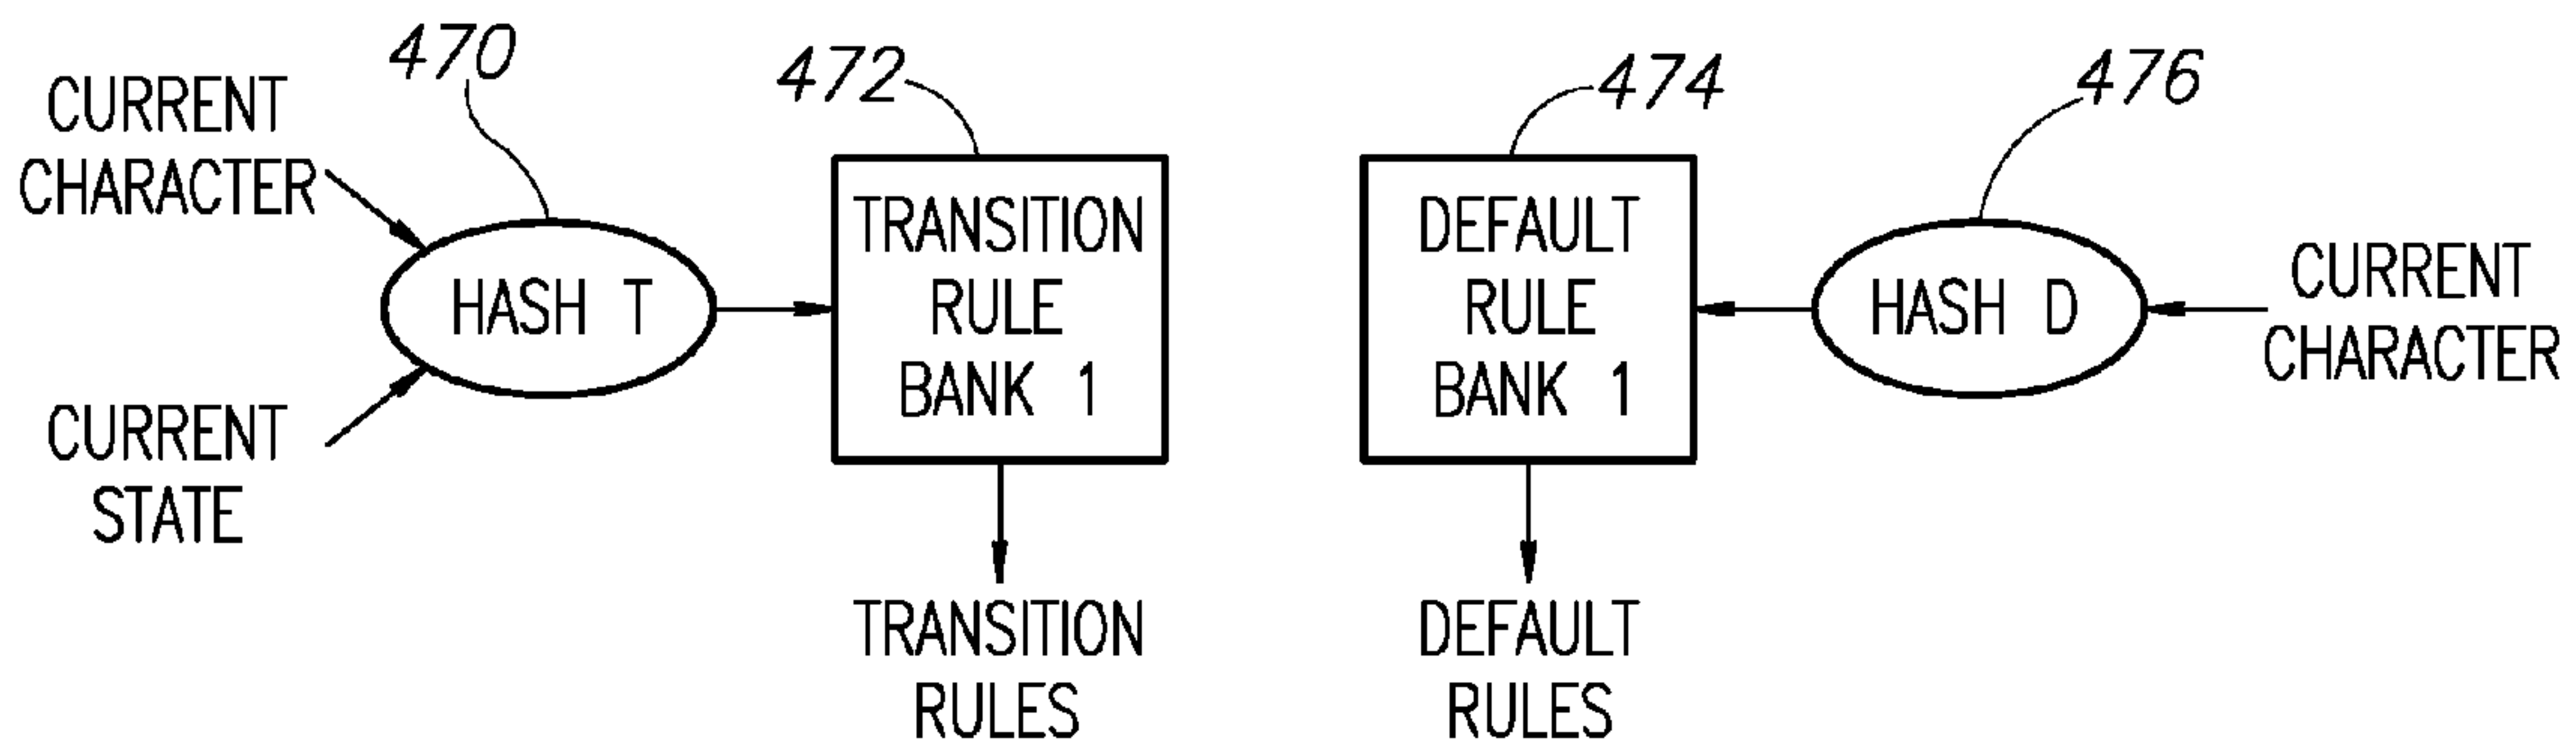 470
472
474
476
CURRENT
CHARACTER
HASH T
CURRENT
STATE
TRANSITION
RULE
BANK 1
TRANSITION
RULES
DEFAULT
RULE
BANK 1
DEFAULT
RULES
HASH D
CURRENT
CHARACTER